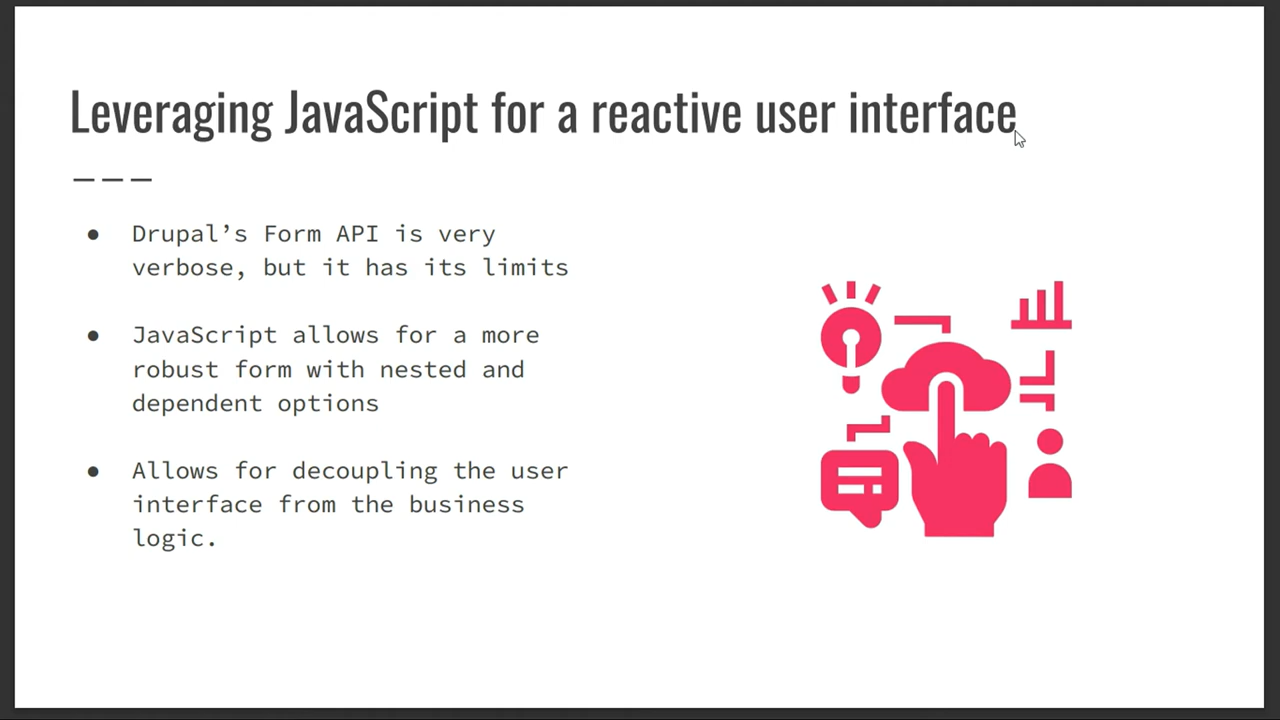 Leveraging JavaScript for a reactive user interface
● Drupal’s Form API is very
verbose, but it has its limits
● JavaScript allows for a more
robust form with nested and
dependent options
● Allows for decoupling the user
interface from the business
logic.